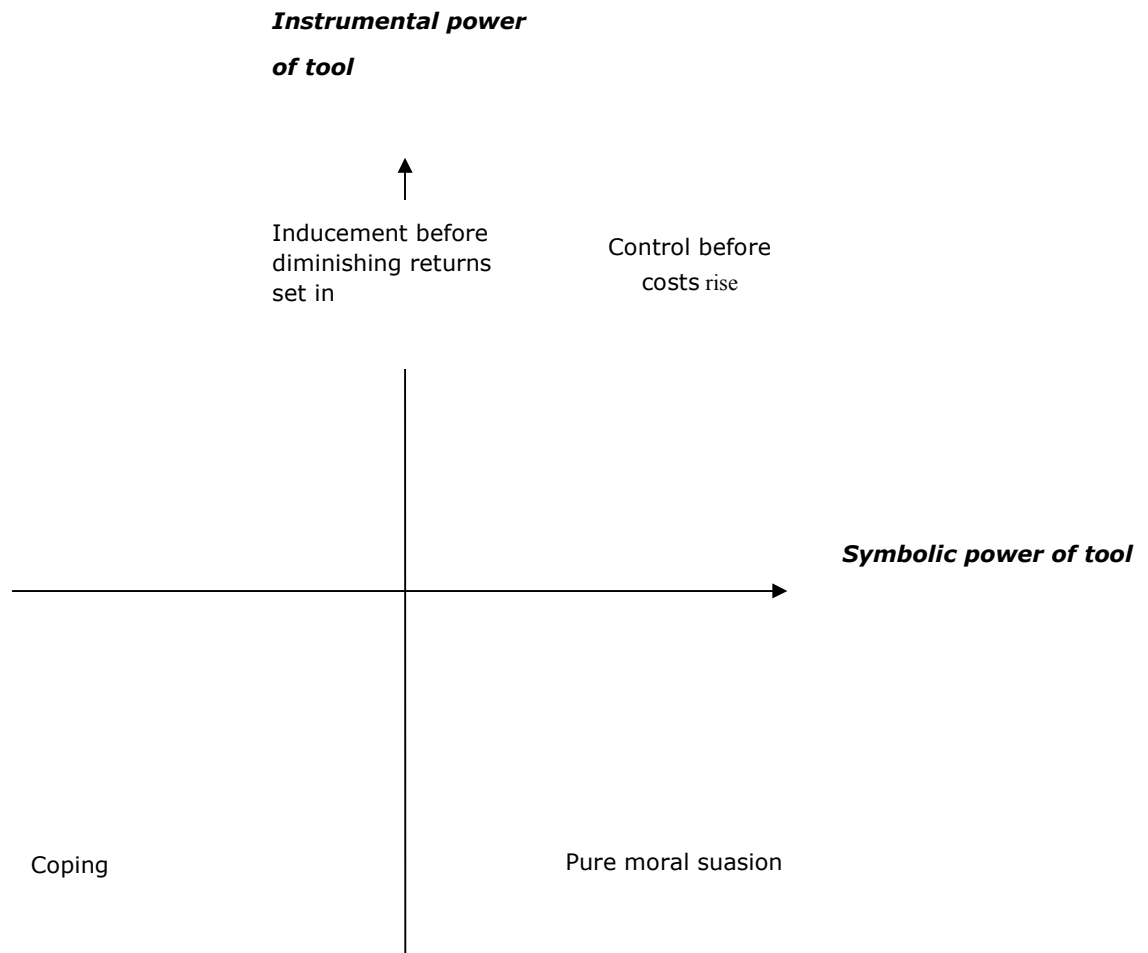 Instrumental power
of tool
Inducement before
diminishing returns
set in
Control before
costs rise
Symbolic power of tool
Coping
Pure moral suasion